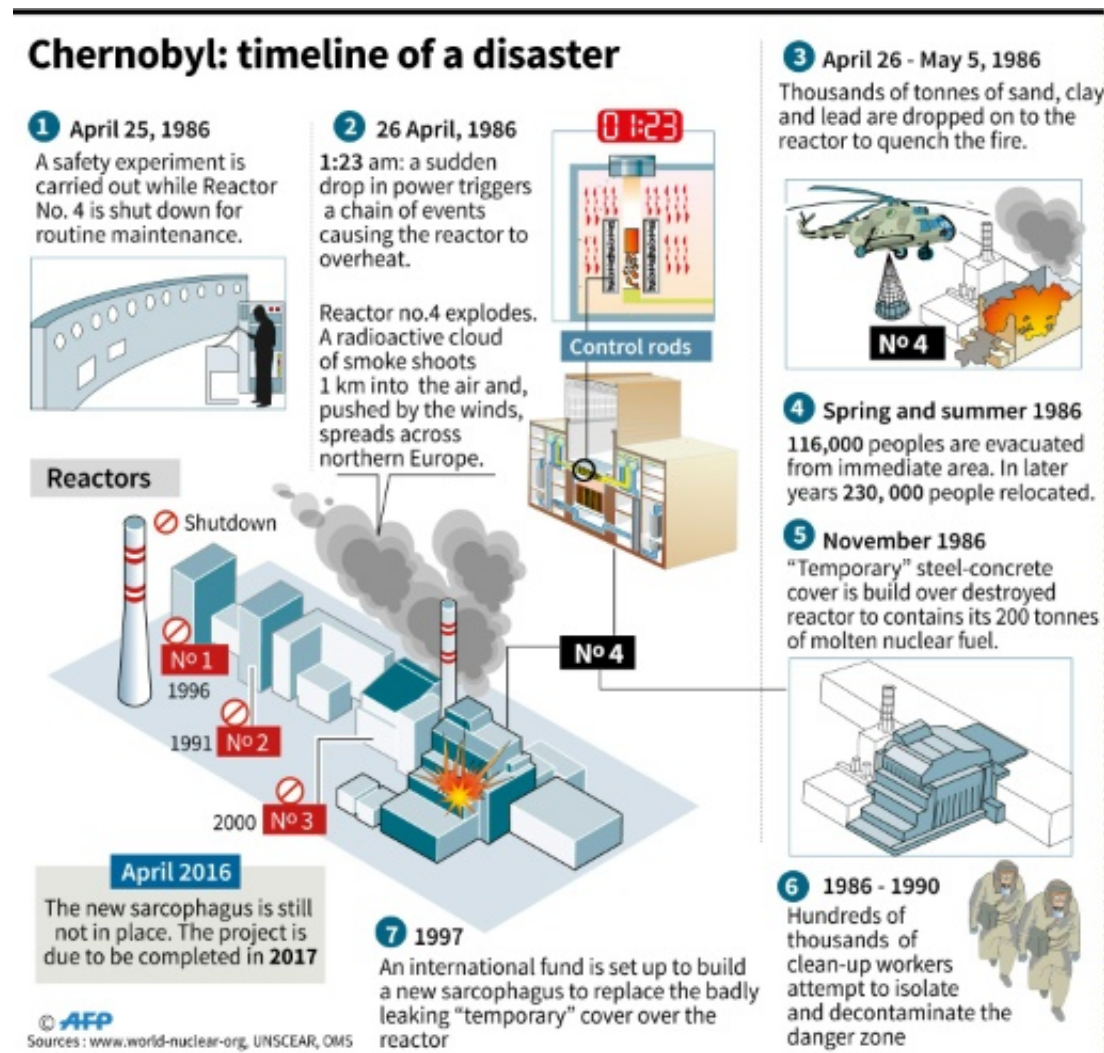 Chernobyl: timeline of a disaster
1 April 25, 1986
A safety experiment is
carried out while Reactor
No. 4 is shut down for
routine maintenance.
2 26 April, 1986
1:23 am: a sudden
drop in power triggers
a chain of events
causing the reactor to
overheat.
Reactor no.4 explodes.
A radioactive cloud
of smoke shoots
1 km into the air and,
pushed by the winds,
spreads across
northern Europe.
01:23
Control rods
3 April 26 - May 5, 1986
Thousands of tonnes of sand, clay
and lead are dropped on to the
reactor to quench the fire.
Nº 4
4 Spring and summer 1986
116,000 peoples are evacuated
from immediate area. In later
years 230, 000 people relocated.
5 November 1986
"Temporary" steel-concrete
cover is build over destroyed
reactor to contains its 200 tonnes
of molten nuclear fuel.
Reactors
Shutdown
Nº 1
1996
1991 Nº 2
2000 Nº 3
Nº 4
April 2016
The new sarcophagus is still
not in place. The project is
due to be completed in 2017
6 1986 - 1990
Hundreds of
thousands of
clean-up workers
attempt to isolate
and decontaminate the
danger zone
7 1997
An international fund is set up to build
a new sarcophagus to replace the badly
leaking "temporary" cover over the
reactor
© AFP
Sources : www.world-nuclear-org, UNSCEAR, OMS